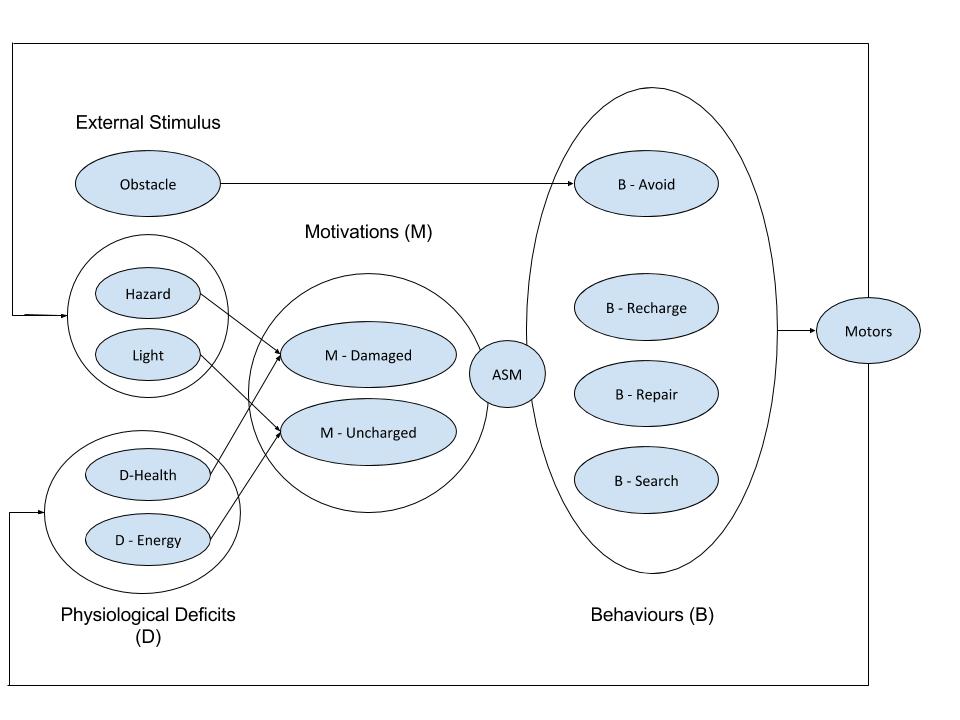 External Stimulus
Obstacle
B - Avoid
Motivations (M)
Hazard
Light
M - Damaged
M - Uncharged
ASM
B - Recharge
B - Repair
B - Search
Motors
D-Health
D - Energy
Physiological Deficits
(D)
Behaviours (B)